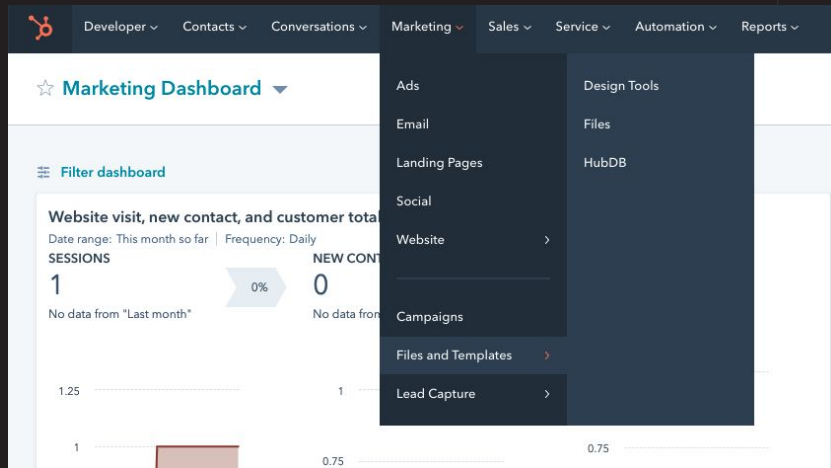 Developer Contacts Conversations Marketing Sales Service Automation Reports
Marketing Dashboard
Ads
Email
Landing Pages
Social
Website
Campaigns
Files and Templates
Lead Capture
Design Tools
Files
HubDB
Filter dashboard
Website visit, new contact, and customer total
Date range: This month so far Frequency: Daily
SESSIONS
1
0%
No data from "Last month"
NEW CONT
0
No data from
1.25
1
1
0.75
0.75